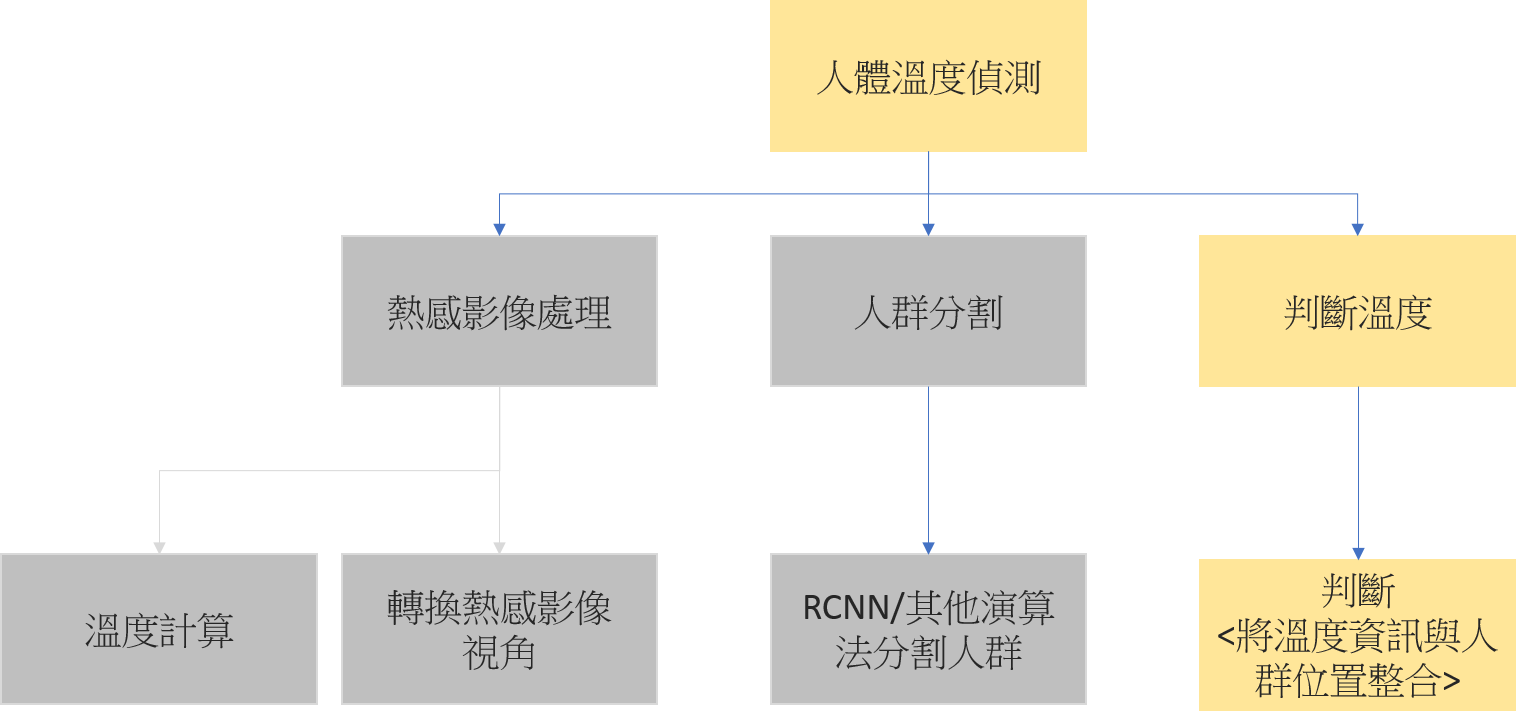 人體溫度偵測
熱感影像處理
人群分割
判斷溫度
溫度計算
轉換熱感影像
視角
RCNN/其他演算
法分割人群
判斷
<將溫度資訊與人
群位置整合>